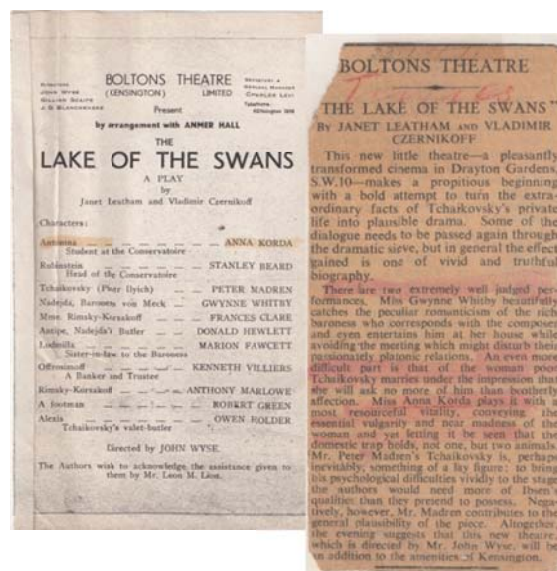 BOLTONS THEATRE
(KENSINGTON) LIMITED
DIRECTORS
JOHN WYSE
SECRETARY &
GENERAL MANAGER
CHARLES LEVI
Telephone:
Present
by arrangement with ANMER HALL
THE
LAKE OF THE SWANS
A PLAY
by
Janet Leatham and Vladimir Czernikoff
Characters:
Antonina — ANNA KORDA
Student at the Conservatoire
Rubinstein — STANLEY BEARD
Head of the Conservatoire
Tchaikovsky (Pior Ilyich) PETER MADREN
Nadejda, Baroness von Meck — GWYNNE WHITBY
Mme. Rimsky-Korsakoff — FRANCES CLARE
Antipe, Nadejda'i Butler — DONALD HEWLETT
Ludmilla — MARION FAWCETT
Sister-in-law to the Baroness
Offrosimoff — KENNETH VILLIERS
A Banker and Trustee
Rimsky-Korsakoff — ANTHONY MARLOWE
A footman — ROBERT GREEN
Alexis — OWEN HOLDER
Tchaikovsky's valet-butler
Directed by JOHN WYSE
The Authors wish to acknowledge the assistance given to
them by Mr. Leon M. Lion.
BOLTONS THEATRE
THE LAKE OF THE SWANS'
BY JANET LEATHAM AND VLADIMIR
CZERNIKOFF
This new little theatre—a pleasantly
transformed cinema in Drayton Gardens,
S.W.10—makes a propitious beginning
with a bold attempt to turn the extra-
ordinary facts of Tchaikovsky's private
life into plausible drama. Some of the
dialogue needs to be passed again through
the dramatic sieve, but in general the effect
gained is one of vivid and truthful
biography.
There are two extremely well judged per-
formances. Miss Gwynne Whitby beautifully
catches the peculiar romanticism of the rich
baroness who corresponds with the composer
and even entertains him at her house while
avoiding the meeting which might disturb their
passionately platonic relations. An even more
difficult part is that of the woman poor
Tchaikovsky marries under the impression that
she will ask no more of him than brotherly
affection. Miss Anna Korda plays it with a
most resourceful vitality, conveying the
essential vulgarity and near madness of the
woman and yet letting it be seen that the
domestic trap holds, not one, but two animals.
Mr. Peter Madsen's Tchaikovsky is, perhaps
inevitably, something of a lay figure; to bring
his psychological difficulties vividly to the stage
the authors would need more of Ibsen
qualities than they pretend to possess. Nega-
tively, however, Mr. Madren contributes to the
general plausibility of the piece. Altogether
the evening suggests that this new theatre,
which is directed by Mr. John Wyse, will be
an addition to the amenities of Kensington.